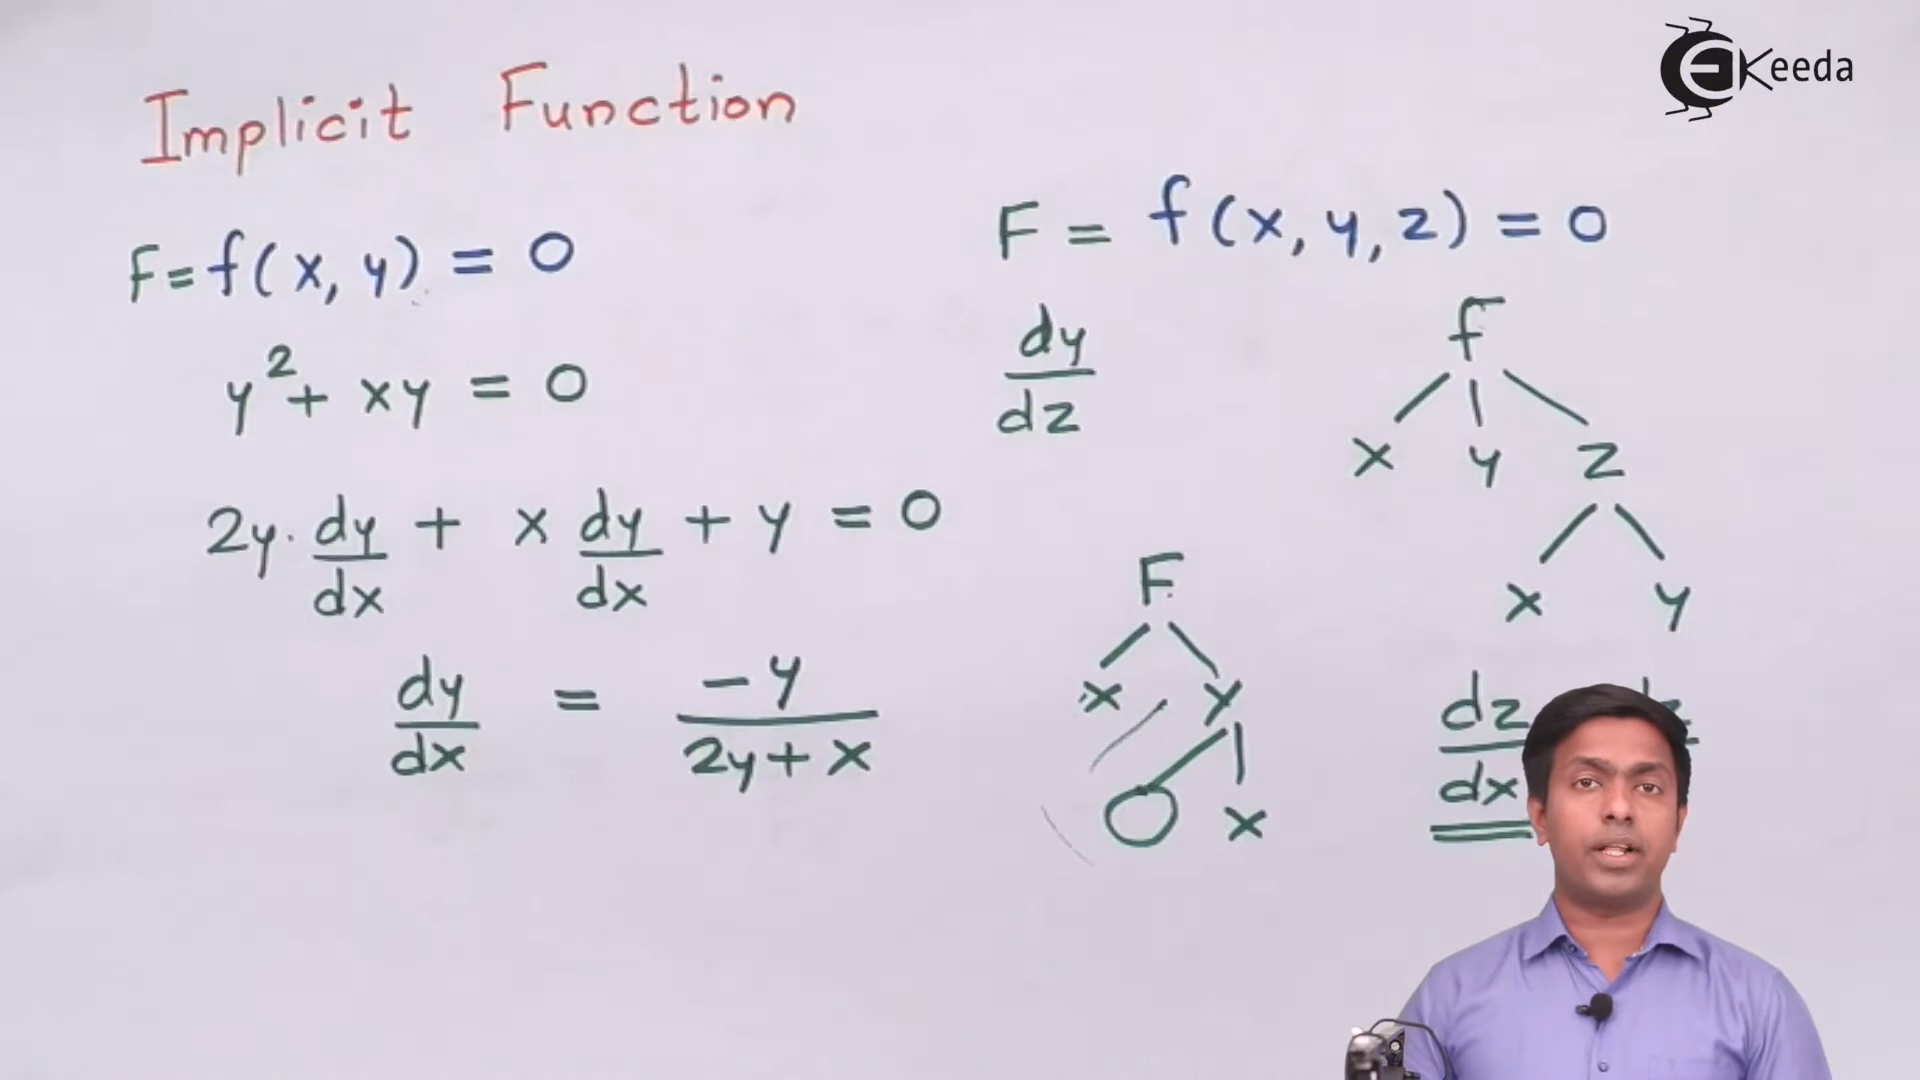 Implicit Function
F = f(x, y) = 0
y² + xy = 0
2y. dy/dx + x dy/dx + y = 0
dy/dx = -y/(2y + x)
F = f(x, y, z) = 0
dy/dz
f
x y z
x y
F
x y
x
dz/dx
EKeeda